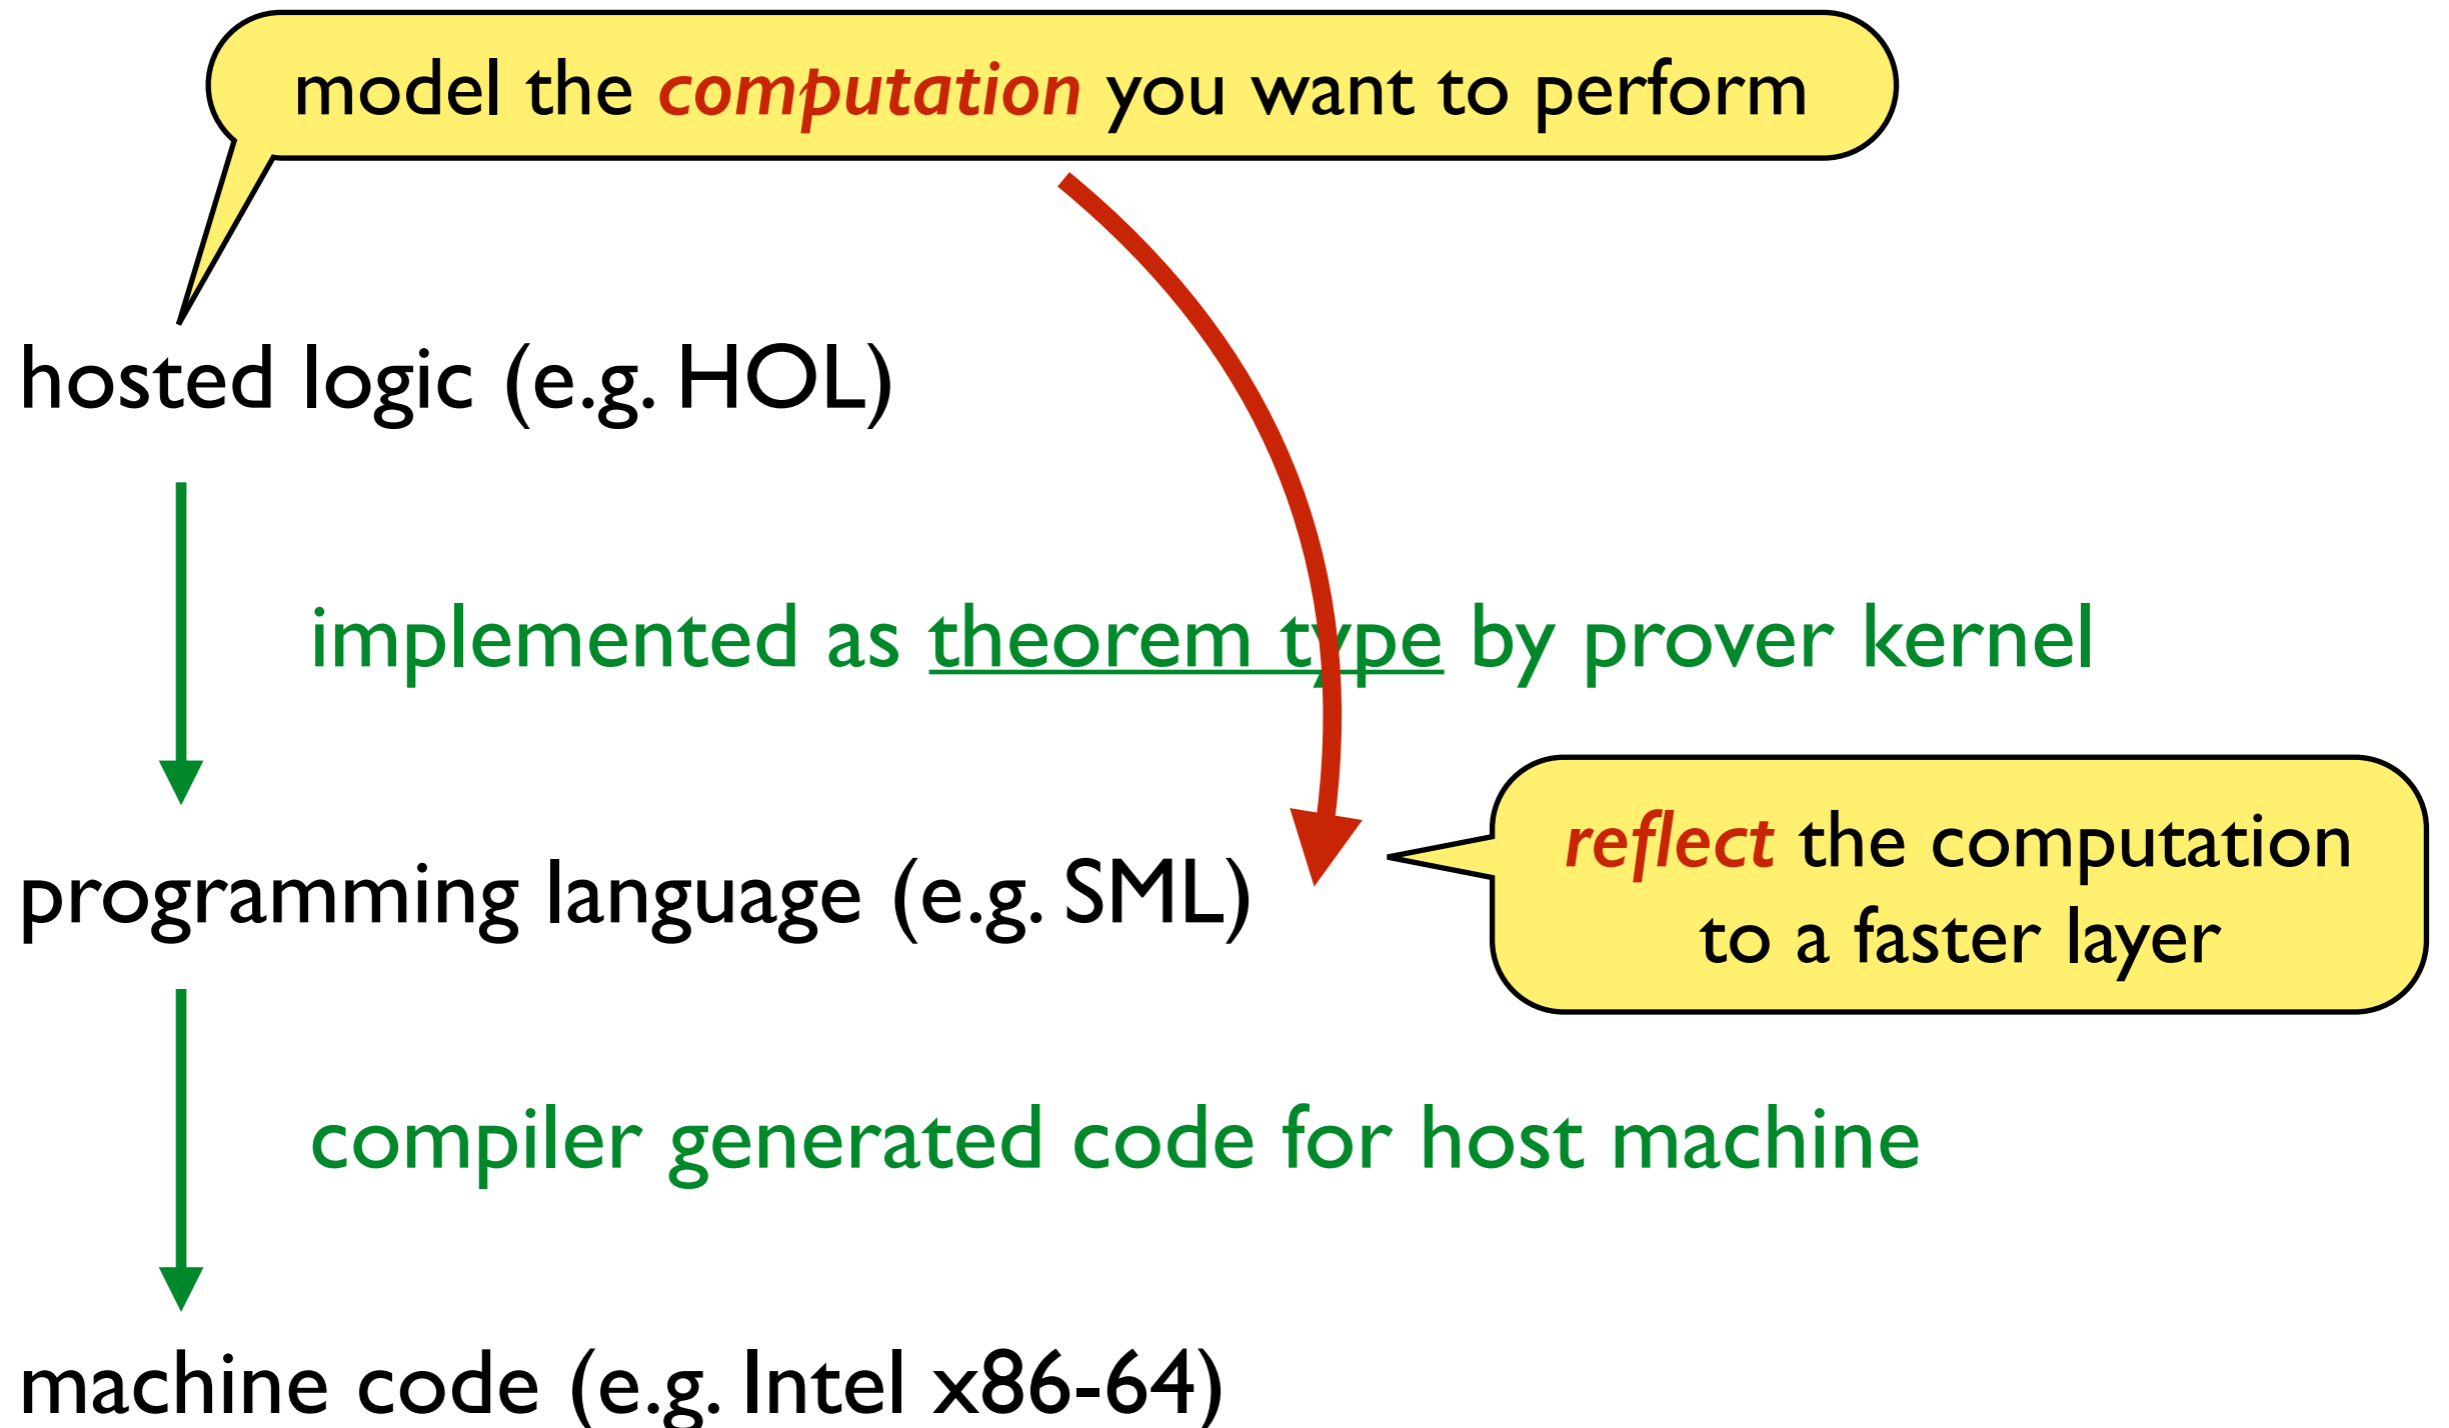 model the computation you want to perform
hosted logic (e.g. HOL)
implemented as theorem type by prover kernel
reflect the computation
to a faster layer
programming language (e.g. SML)
compiler generated code for host machine
machine code (e.g. Intel x86-64)